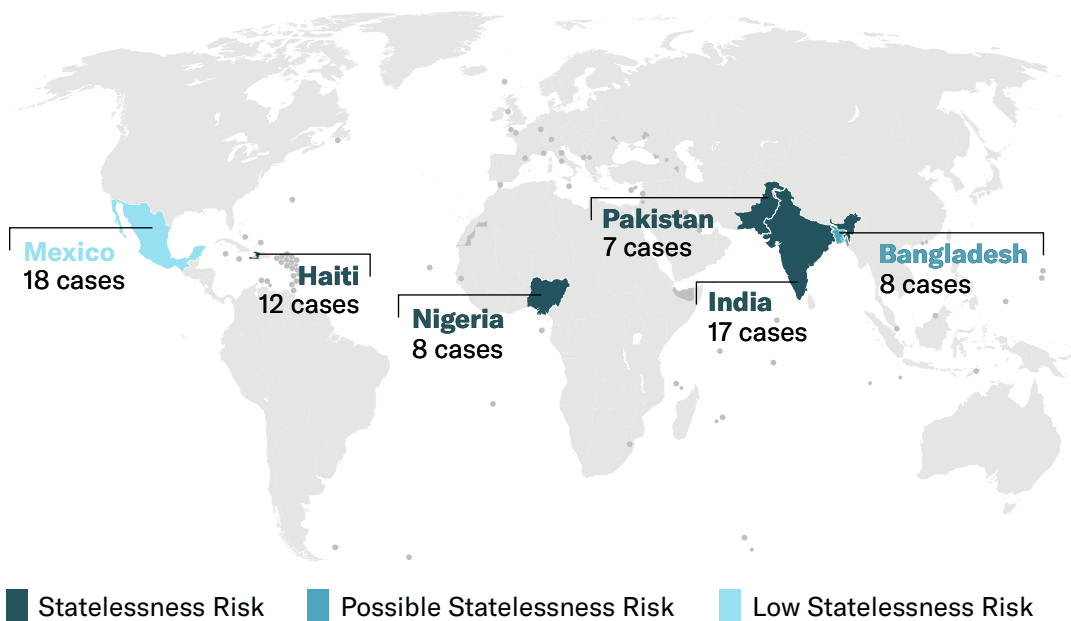 Mexico
18 cases
Haiti
12 cases
Nigeria
8 cases
Pakistan
7 cases
India
17 cases
Bangladesh
8 cases
Statelessness Risk
Possible Statelessness Risk
Low Statelessness Risk